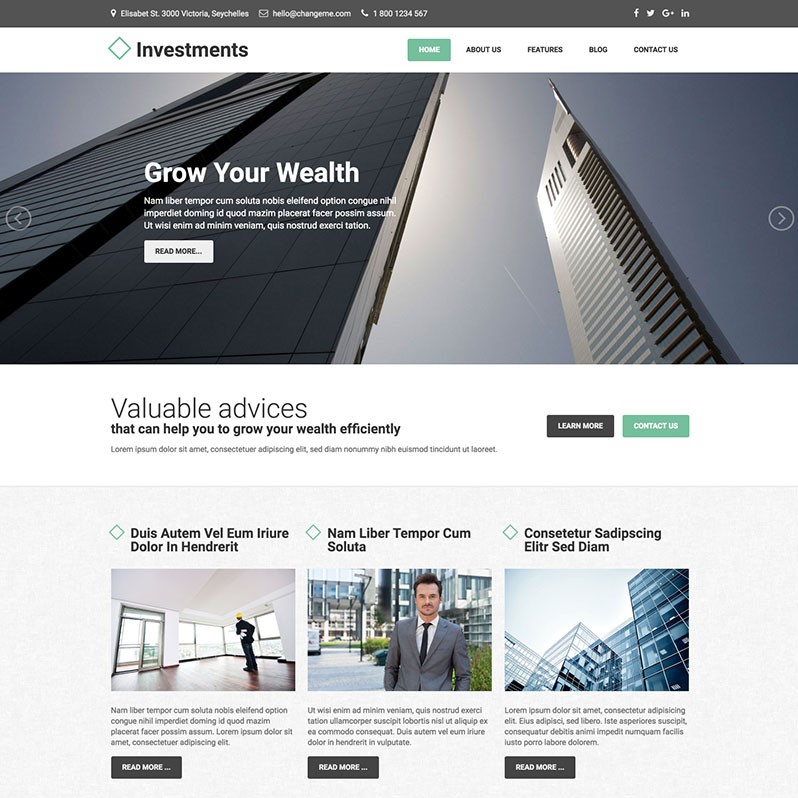 Elisabet St. 3000 Victoria, Seychelles hello@changeme.com 1 800 1234 567
Investments
HOME ABOUT US FEATURES BLOG CONTACT US
Grow Your Wealth
Nam liber tempor cum soluta nobis eleifend option congue nihil
imperdiet doming id quod mazim placerat facer possim assum.
Ut wisi enim ad minim veniam, quis nostrud exerci tation.
READ MORE...
Valuable advices
that can help you to grow your wealth efficiently
Lorem ipsum dolor sit amet, consectetuer adipiscing elit, sed diam nonummy nibh euismod tincidunt ut laoreet.
LEARN MORE CONTACT US
Duis Autem Vel Eum Iriure
Dolor In Hendrerit
Nam liber tempor cum soluta nobis eleifend option
congue nihil imperdiet doming id quod mazim
placerat facer possim assum. Lorem ipsum dolor sit
amet, consectetuer adipiscing elit.
READ MORE ...
Nam Liber Tempor Cum
Soluta
Ut wisi enim ad minim veniam, quis nostrud exerci
tation ullamcorper suscipit lobortis nisl ut aliquip ex
ea commodo consequat. Duis autem vel eum iriure
dolor in hendrerit in vulputate.
READ MORE ...
Consetetur Sadipscing
Elitr Sed Diam
Lorem ipsum dolor sit amet, consectetur adipisicing
elit. Eius adipisci, sed libero. Iste asperiores suscipit,
consequatur debitis animi impedit numquam facilis
iusto porro labore dolorem.
READ MORE ...